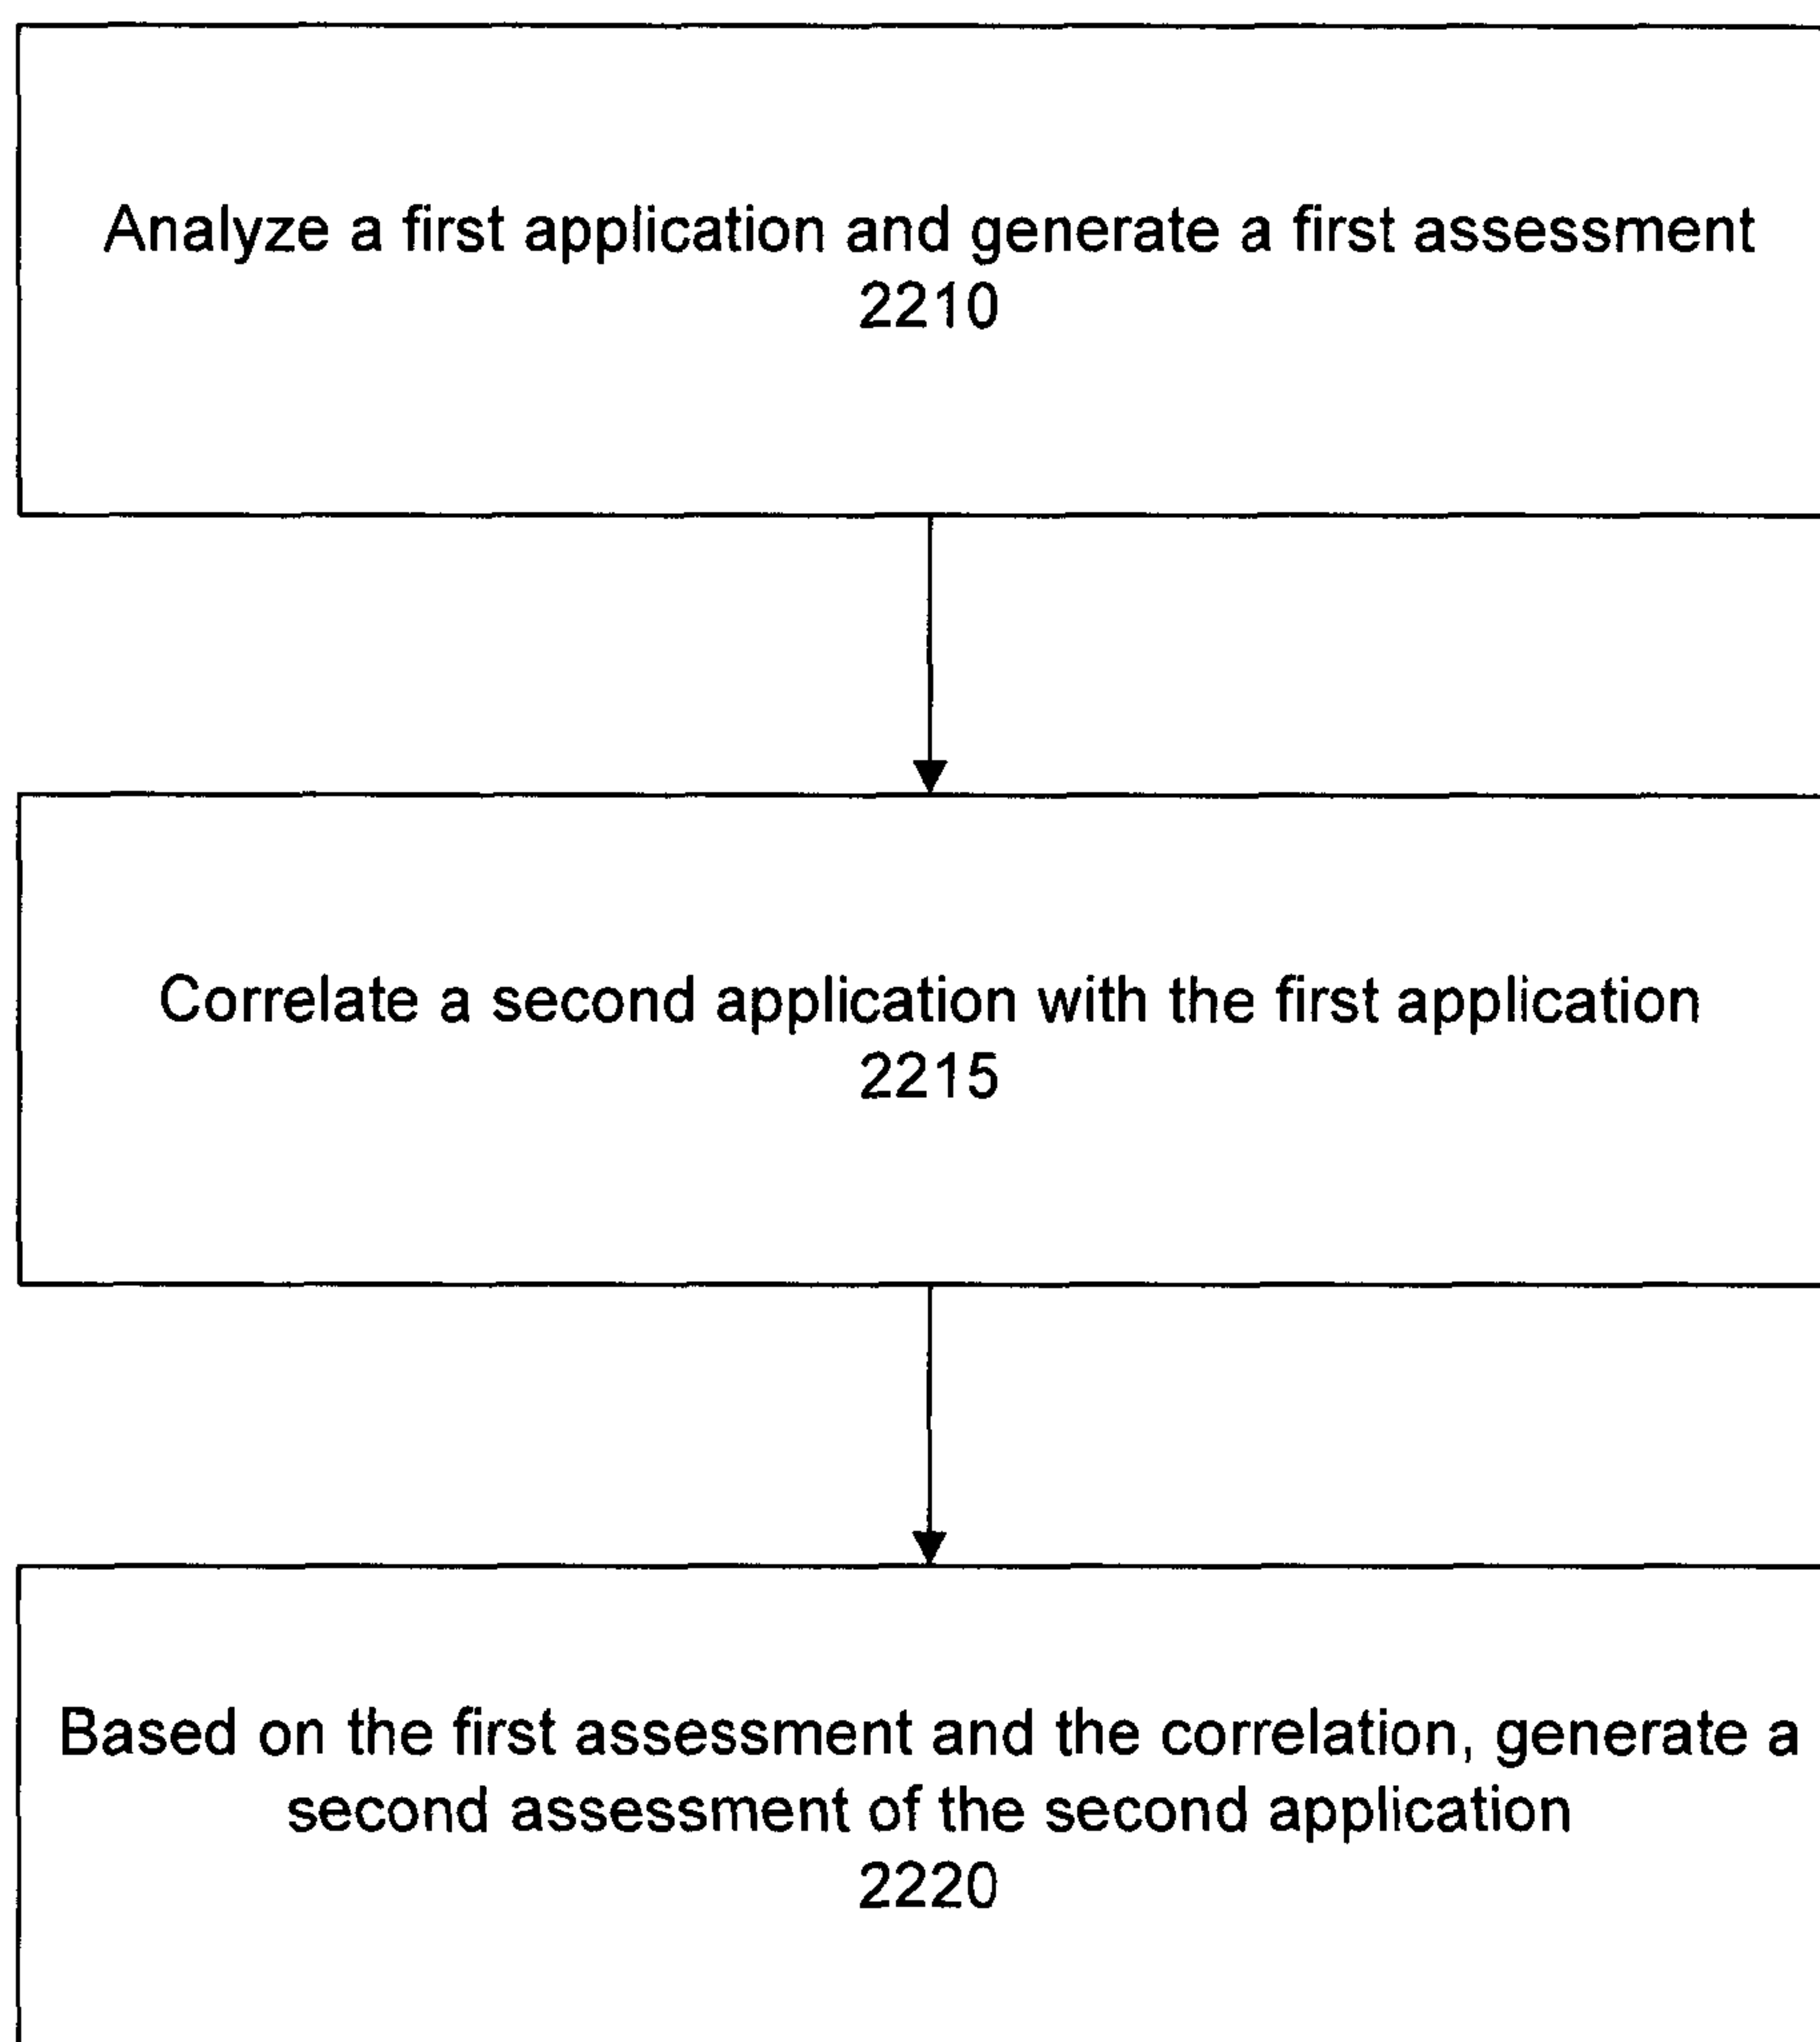 Analyze a first application and generate a first assessment
2210
Correlate a second application with the first application
2215
Based on the first assessment and the correlation, generate a
second assessment of the second application
2220